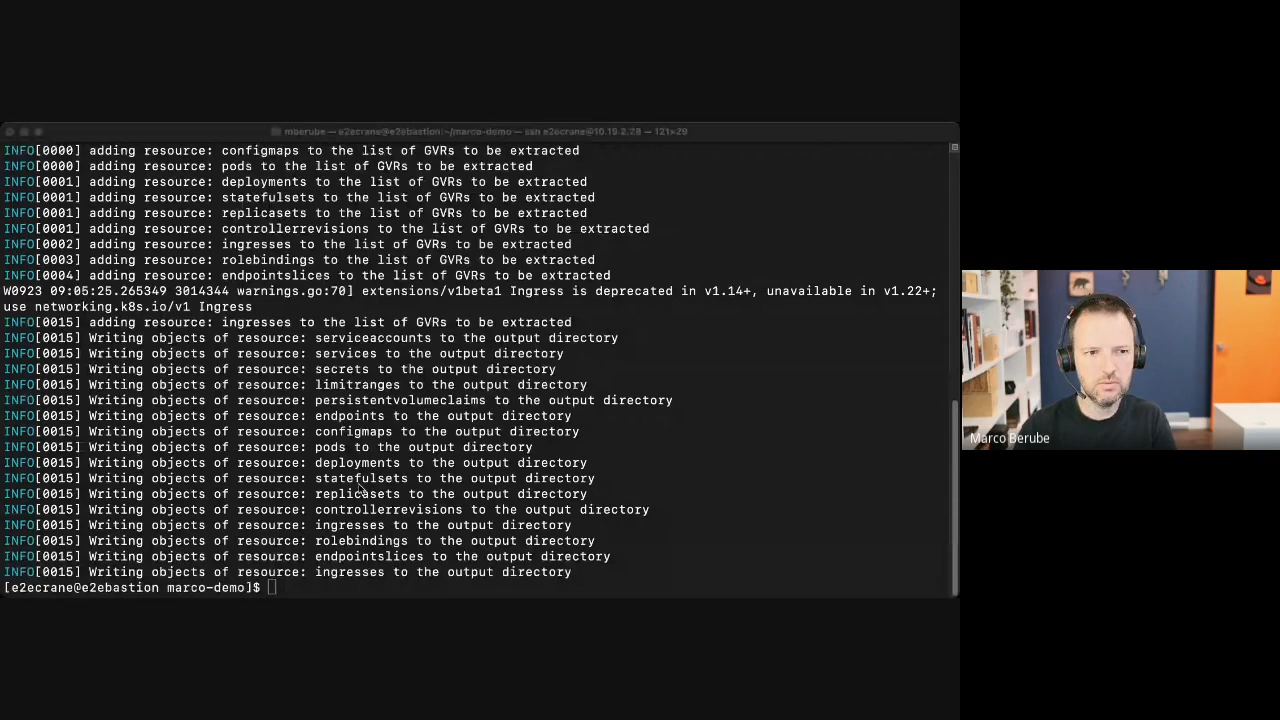 mberube — e2ecrane@e2ebastion:~/marco-demo — ssh e2ecrane@10.19.2.28 — 121×29
INFO[0000] adding resource: configmaps to the list of GVRs to be extracted
INFO[0000] adding resource: pods to the list of GVRs to be extracted
INFO[0001] adding resource: deployments to the list of GVRs to be extracted
INFO[0001] adding resource: statefulsets to the list of GVRs to be extracted
INFO[0001] adding resource: replicasets to the list of GVRs to be extracted
INFO[0001] adding resource: controllerrevisions to the list of GVRs to be extracted
INFO[0002] adding resource: ingresses to the list of GVRs to be extracted
INFO[0003] adding resource: rolebindings to the list of GVRs to be extracted
INFO[0004] adding resource: endpointslices to the list of GVRs to be extracted
W0923 09:05:25.265349 3014344 warnings.go:70] extensions/v1beta1 Ingress is deprecated in v1.14+, unavailable in v1.22+;
use networking.k8s.io/v1 Ingress
INFO[0015] adding resource: ingresses to the list of GVRs to be extracted
INFO[0015] Writing objects of resource: serviceaccounts to the output directory
INFO[0015] Writing objects of resource: services to the output directory
INFO[0015] Writing objects of resource: secrets to the output directory
INFO[0015] Writing objects of resource: limitranges to the output directory
INFO[0015] Writing objects of resource: persistentvolumeclaims to the output directory
INFO[0015] Writing objects of resource: endpoints to the output directory
INFO[0015] Writing objects of resource: configmaps to the output directory
INFO[0015] Writing objects of resource: pods to the output directory
INFO[0015] Writing objects of resource: deployments to the output directory
INFO[0015] Writing objects of resource: statefulsets to the output directory
INFO[0015] Writing objects of resource: replicasets to the output directory
INFO[0015] Writing objects of resource: controllerrevisions to the output directory
INFO[0015] Writing objects of resource: ingresses to the output directory
INFO[0015] Writing objects of resource: rolebindings to the output directory
INFO[0015] Writing objects of resource: endpointslices to the output directory
INFO[0015] Writing objects of resource: ingresses to the output directory
[e2ecrane@e2ebastion marco-demo]$
Marco Berube